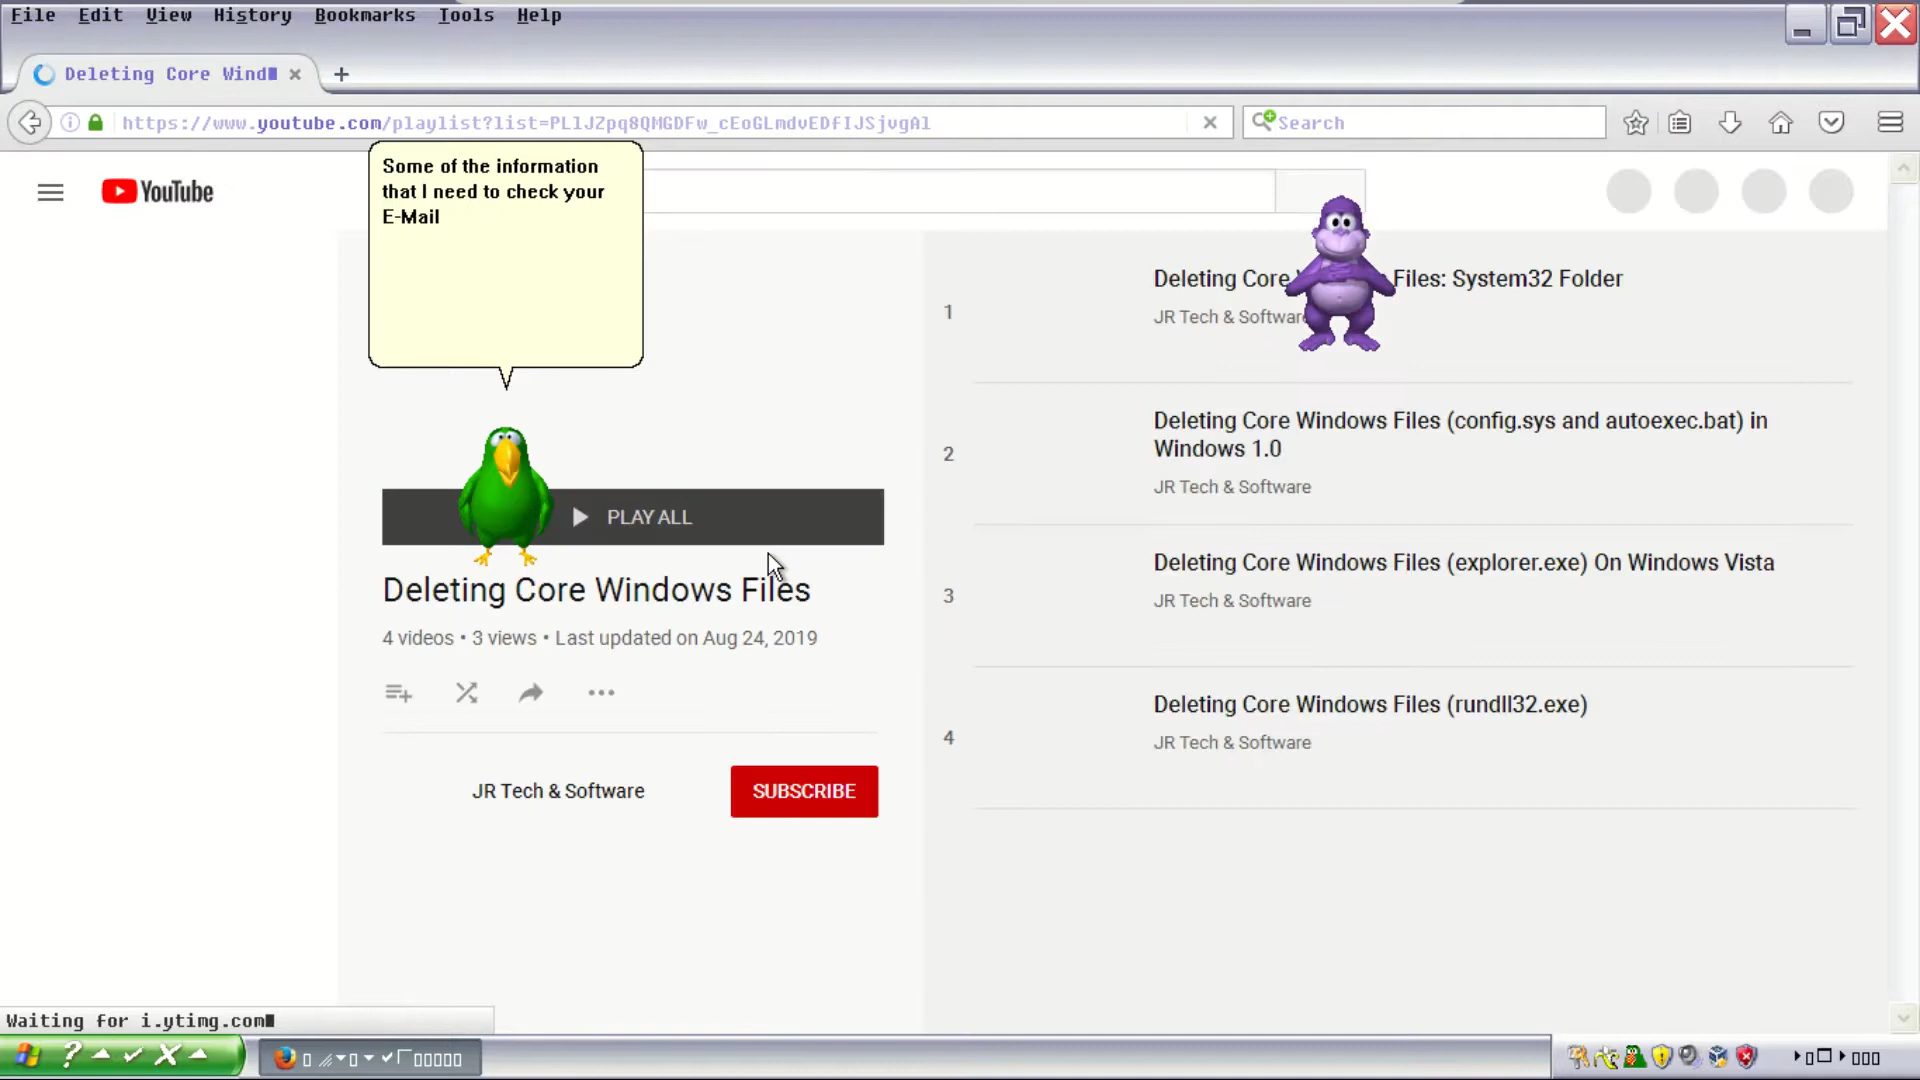 File Edit View History Bookmarks Tools Help
Deleting Core Wind
https://www.youtube.com/playlist?list=PLlJZpq8QMGDFw_cEoGLmdvEDfIJSjvgAl
Search
YouTube
Some of the information
that I need to check your
E-Mail
PLAY ALL
Deleting Core Windows Files
4 videos • 3 views • Last updated on Aug 24, 2019
JR Tech & Software
SUBSCRIBE
1
Deleting Core Files: System32 Folder
JR Tech & Software
2
Deleting Core Windows Files (config.sys and autoexec.bat) in
Windows 1.0
JR Tech & Software
3
Deleting Core Windows Files (explorer.exe) On Windows Vista
JR Tech & Software
4
Deleting Core Windows Files (rundll32.exe)
JR Tech & Software
Waiting for i.ytimg.com